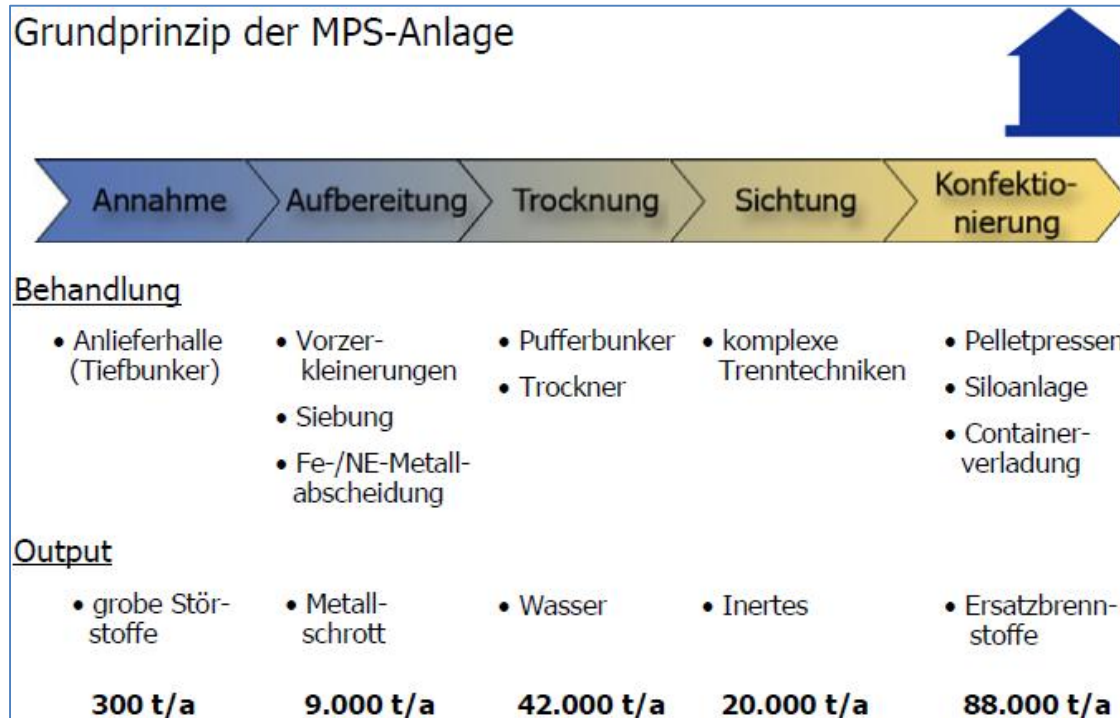 Grundprinzip der MPS-Anlage
Annahme
Aufbereitung
Trocknung
Sichtung
Konfektio-
nierung
Behandlung
• Anlieferhalle
(Tiefbunker)
• Vorzer-
kleinerungen
• Siebung
• Fe-/NE-Metall-
abscheidung
• Pufferbunker
• Trockner
• komplexe
Trenntechniken
• Pelletpressen
• Siloanlage
• Container-
verladung
Output
• grobe Stör-
stoffe
• Metall-
schrott
• Wasser
• Inertes
• Ersatzbrenn-
stoffe
300 t/a
9.000 t/a
42.000 t/a
20.000 t/a
88.000 t/a